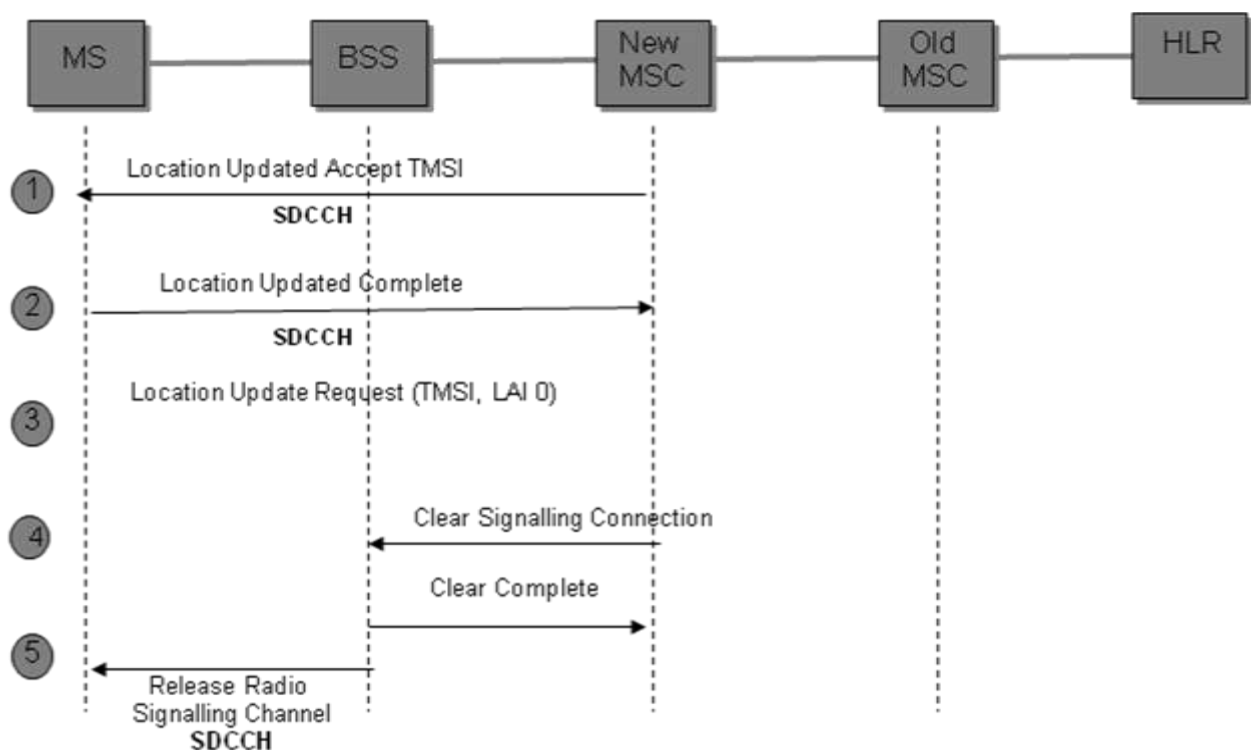 MS
BSS
New
MSC
Old
MSC
HLR
Location Updated Accept TMSI
1
SDCCH
Location Updated Complete
2
SDCCH
Location Update Request (TMSI, LAI 0)
3
Clear Signalling Connection
4
Clear Complete
5
Release Radio
Signalling Channel
SDCCH